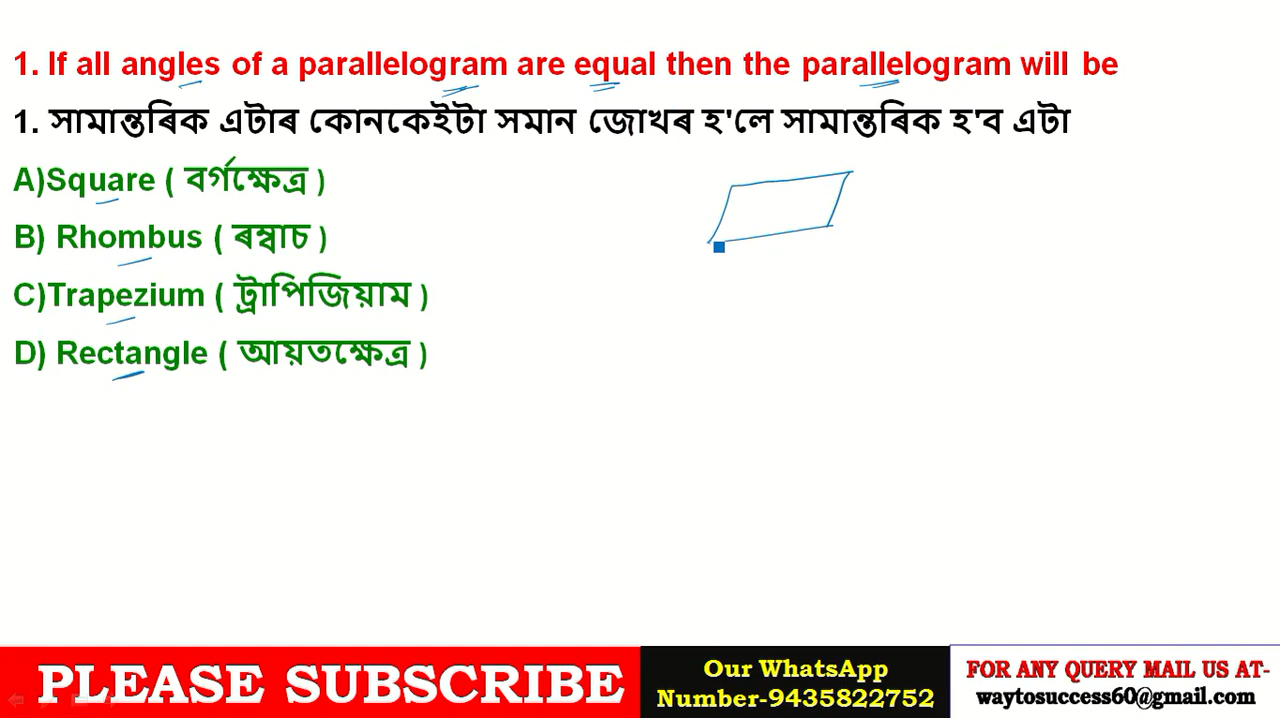 1. If all angles of a parallelogram are equal then the parallelogram will be
1. সামান্তৰিক এটাৰ কোনকেইটা সমান জোখৰ হ'লে সামান্তৰিক হ'ব এটা
A)Square ( বৰ্গক্ষেত্ৰ )
B) Rhombus ( ৰম্বাচ )
C)Trapezium ( ট্ৰাপিজিয়াম )
D) Rectangle ( আয়তক্ষেত্ৰ )
PLEASE SUBSCRIBE
Our WhatsApp
Number-9435822752
FOR ANY QUERY MAIL US AT-
waytosuccess60@gmail.com